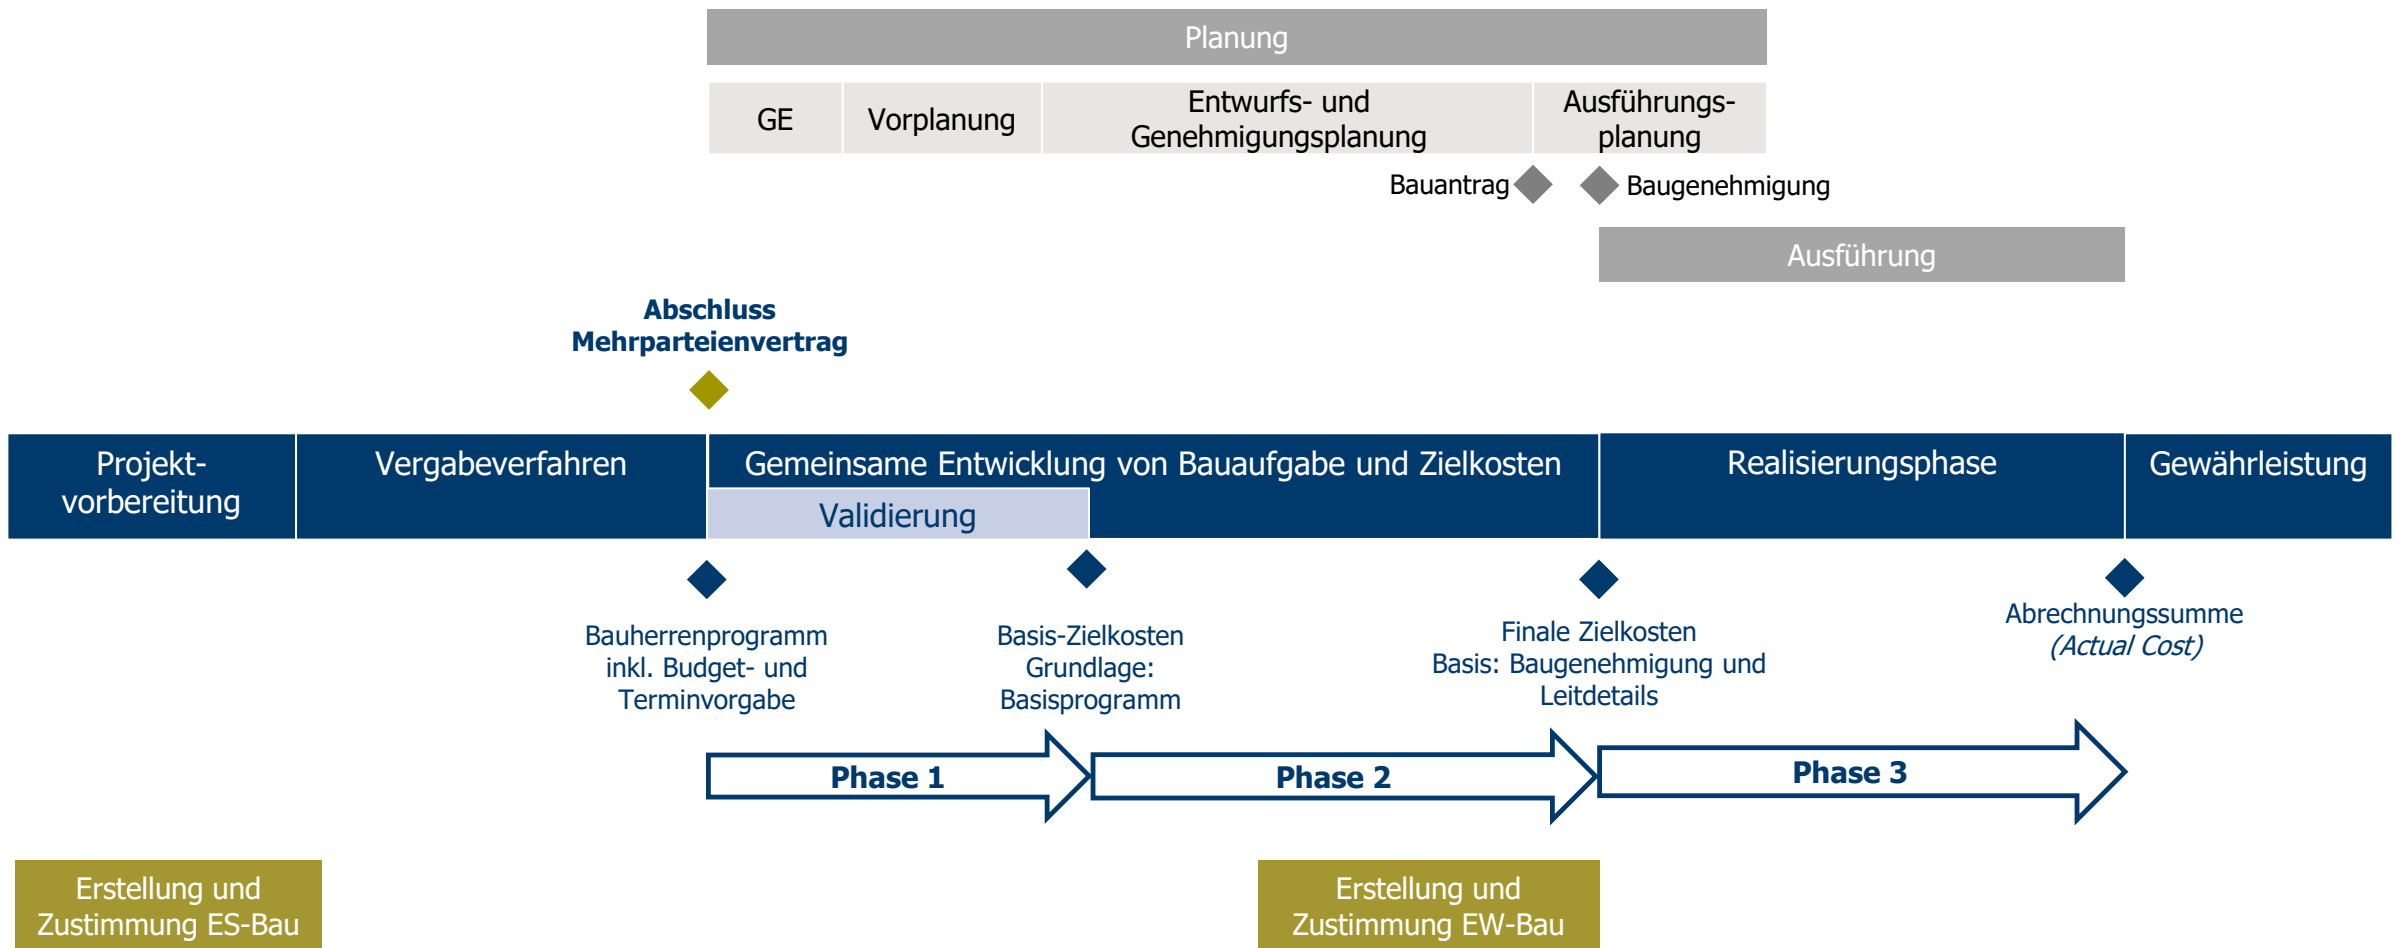 Planung
GE
Vorplanung
Entwurfs- und
Genehmigungsplanung
Ausführungs-
planung
Bauantrag
Baugenehmigung
Ausführung
Abschluss
Mehrparteienvertrag
Projekt-
vorbereitung
Vergabeverfahren
Gemeinsame Entwicklung von Bauaufgabe und Zielkosten
Validierung
Realisierungsphase
Gewährleistung
Bauherrenprogramm
inkl. Budget- und
Terminvorgabe
Basis-Zielkosten
Grundlage:
Basisprogramm
Finale Zielkosten
Basis: Baugenehmigung und
Leitdetails
Abrechnungssumme
(Actual Cost)
Phase 1
Phase 2
Phase 3
Erstellung und
Zustimmung ES-Bau
Erstellung und
Zustimmung EW-Bau